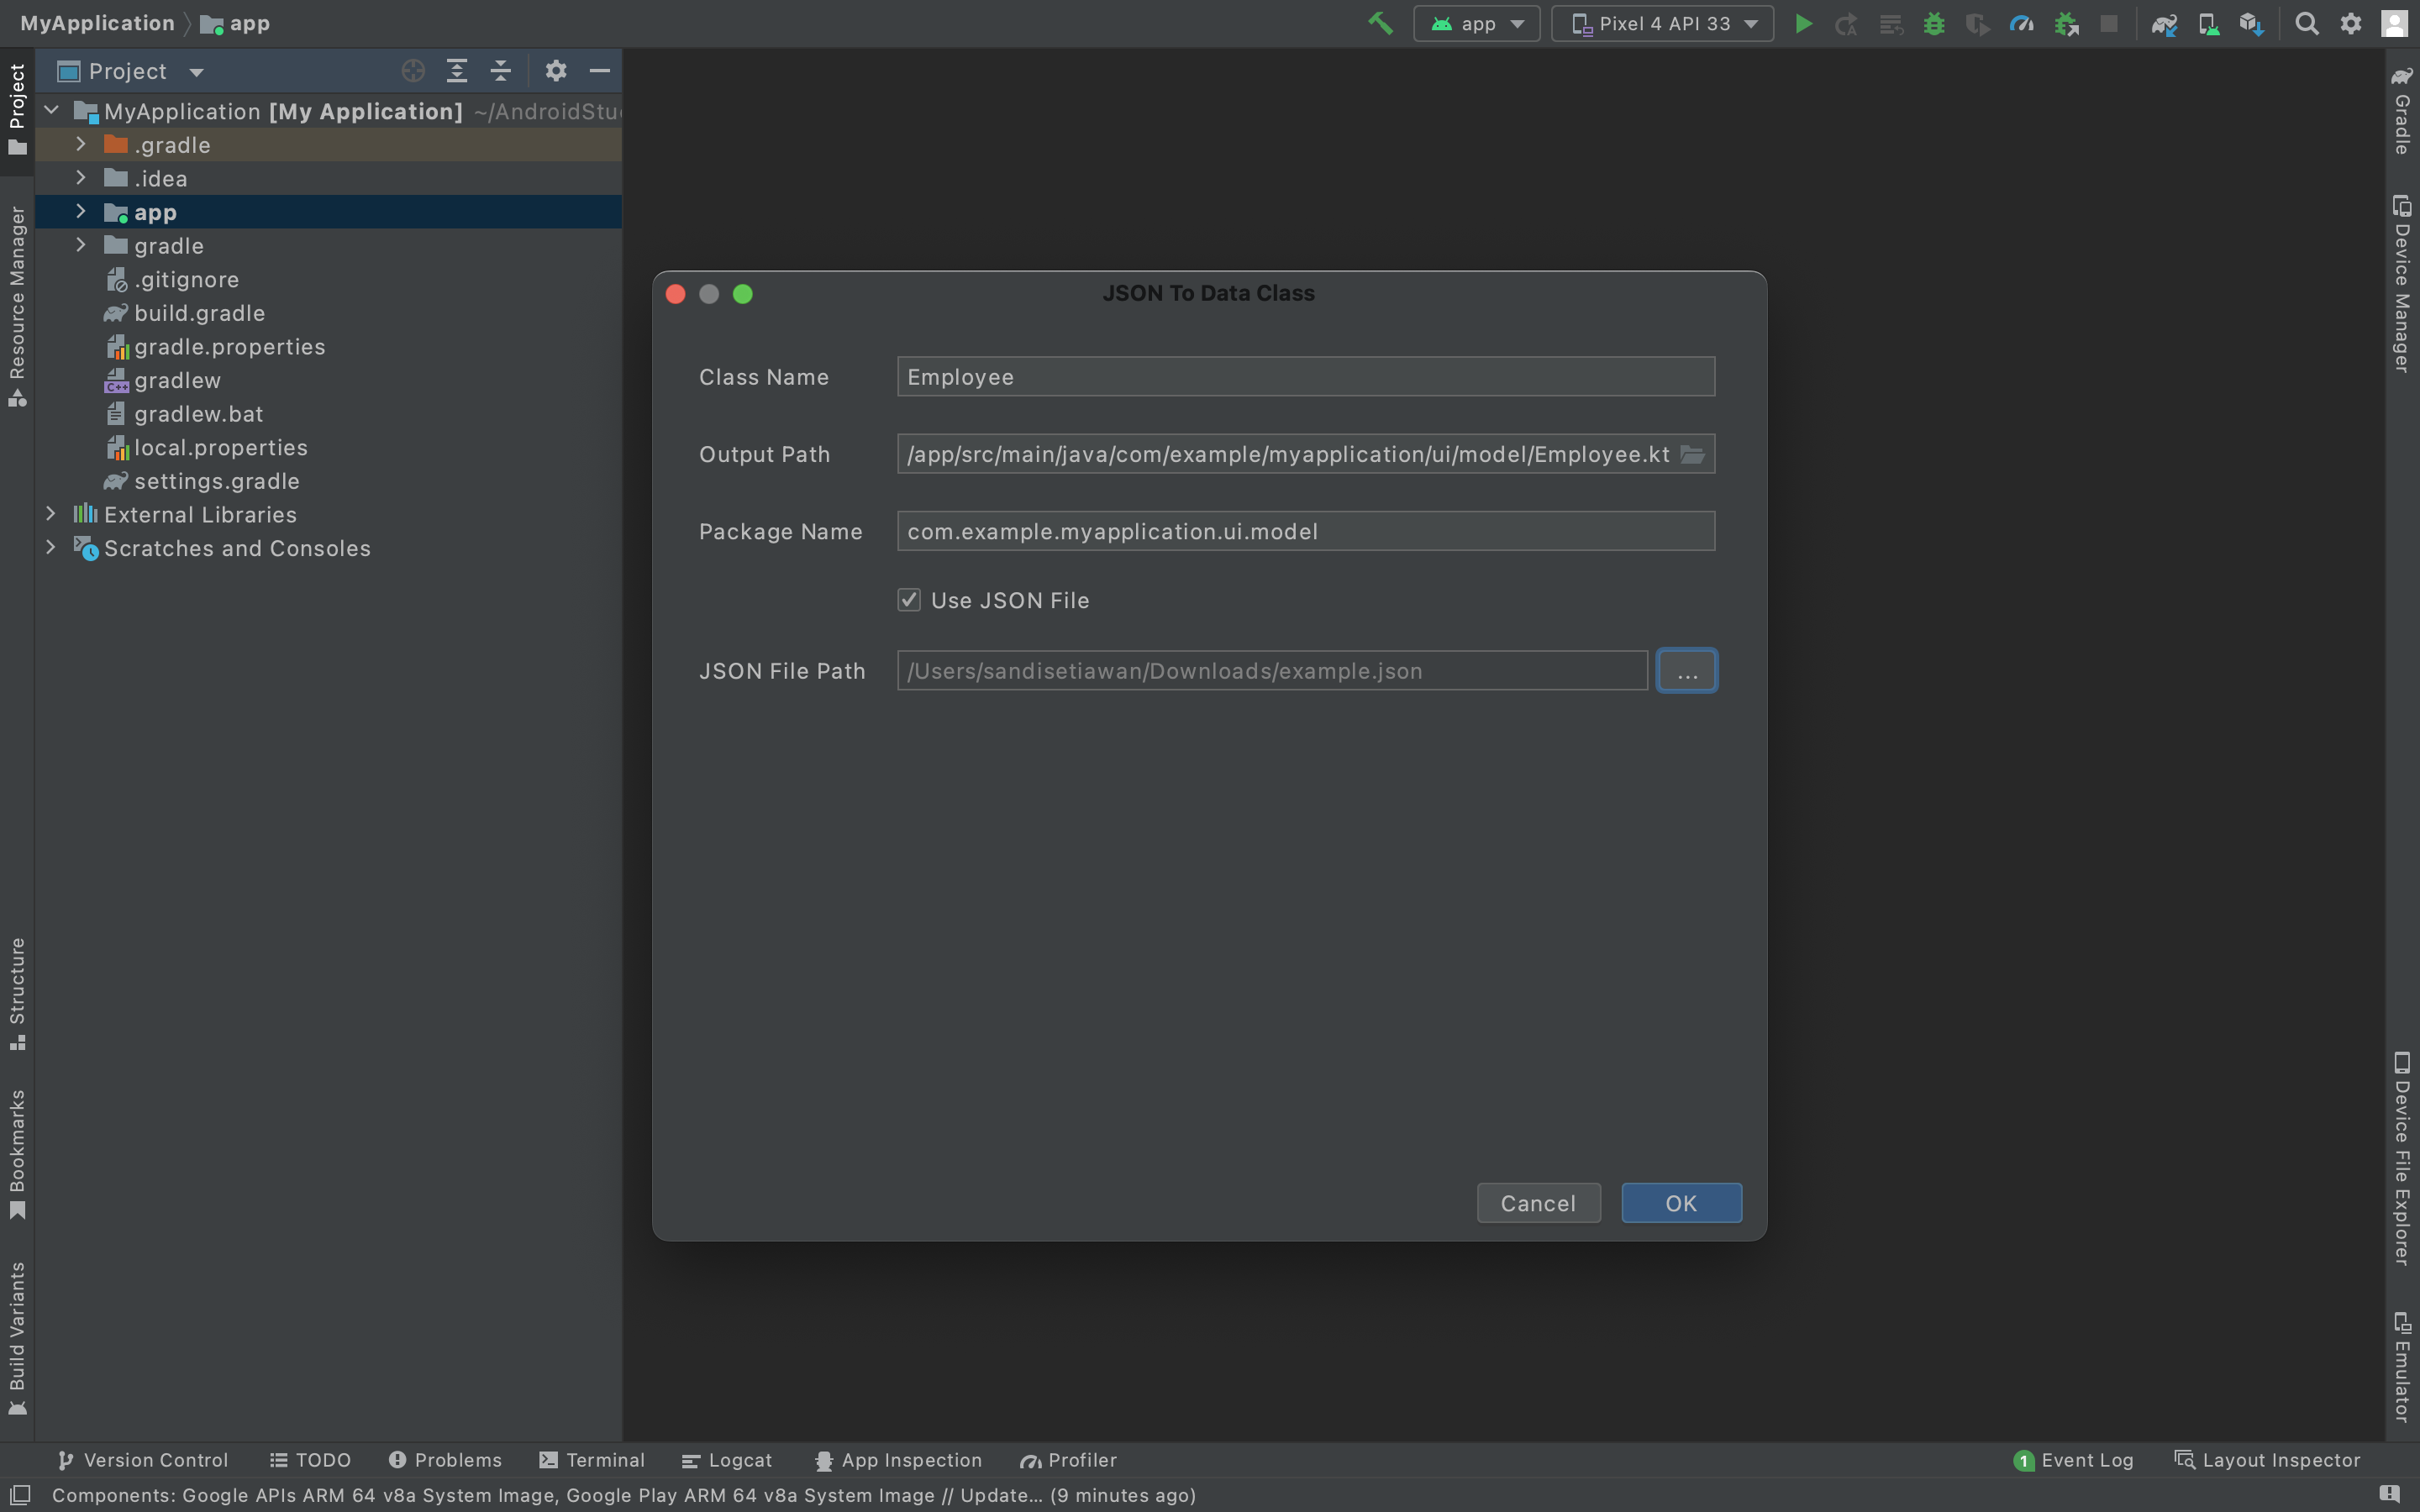 MyApplication app
app
Pixel 4 API 33
Project
MyApplication [My Application] ~/AndroidStu
.gradle
.idea
app
gradle
.gitignore
build.gradle
gradle.properties
gradlew
gradlew.bat
local.properties
settings.gradle
External Libraries
Scratches and Consoles
Project
Resource Manager
Structure
Bookmarks
Build Variants
JSON To Data Class
Class Name Employee
Output Path /app/src/main/java/com/example/myapplication/ui/model/Employee.kt
Package Name com.example.myapplication.ui.model
Use JSON File
JSON File Path /Users/sandisetiawan/Downloads/example.json ...
Cancel OK
Gradle
Device Manager
Device File Explorer
Emulator
Version Control TODO Problems Terminal Logcat App Inspection Profiler 1 Event Log Layout Inspector
Components: Google APIs ARM 64 v8a System Image, Google Play ARM 64 v8a System Image // Update... (9 minutes ago)